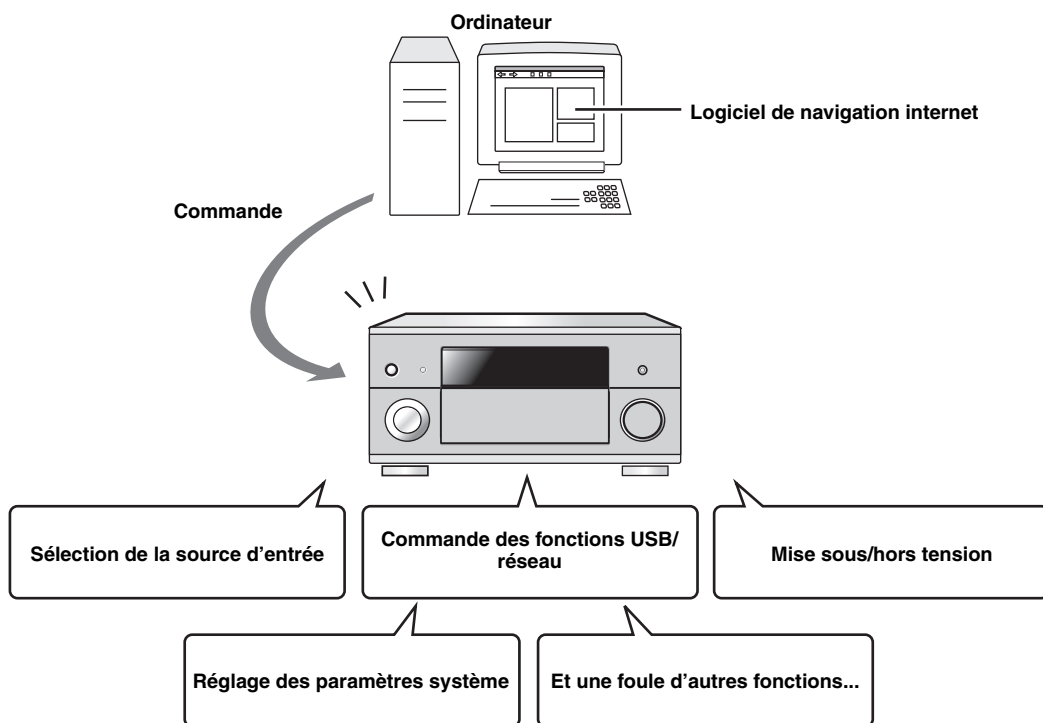 Ordinateur
Logiciel de navigation internet
Commande
Sélection de la source d’entrée
Commande des fonctions USB/
réseau
Mise sous/hors tension
Réglage des paramètres système
Et une foule d’autres fonctions...